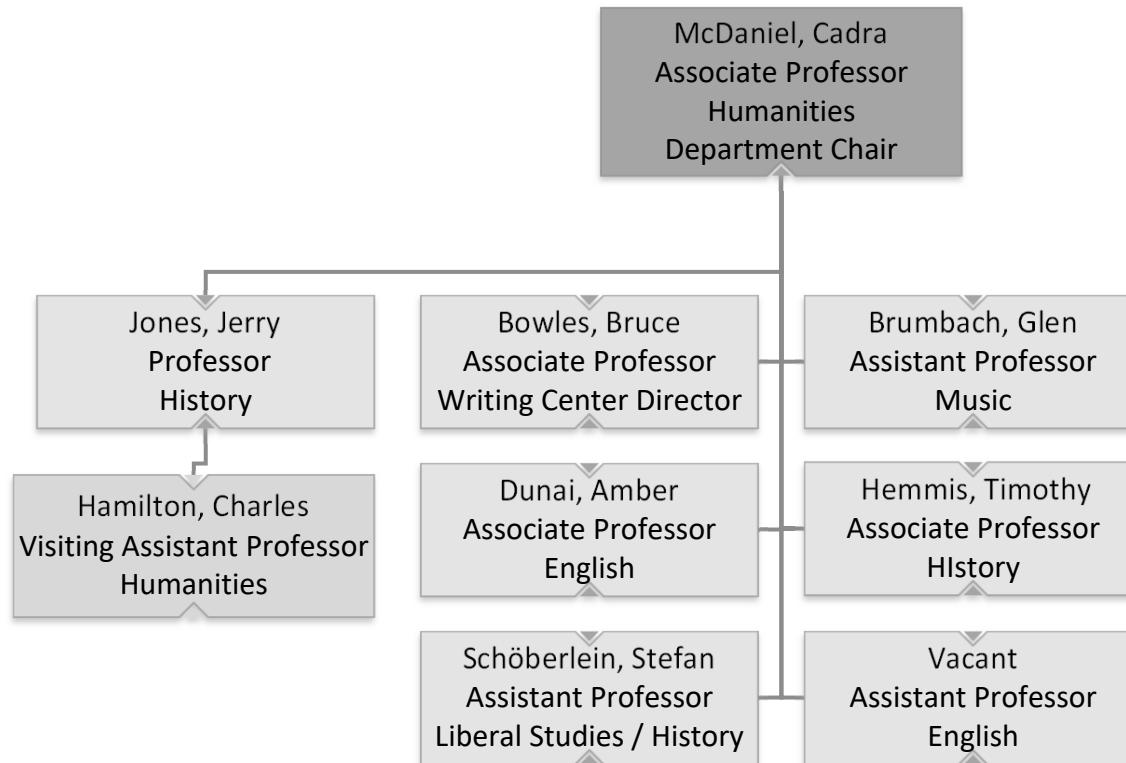 McDaniel, Cadra
Associate Professor
Humanities
Department Chair
Jones, Jerry
Professor
History
Bowles, Bruce
Associate Professor
Writing Center Director
Brumbach, Glen
Assistant Professor
Music
Hamilton, Charles
Visiting Assistant Professor
Humanities
Dunai, Amber
Associate Professor
English
Hemmis, Timothy
Associate Professor
HIstory
Schöberlein, Stefan
Assistant Professor
Liberal Studies / History
Vacant
Assistant Professor
English